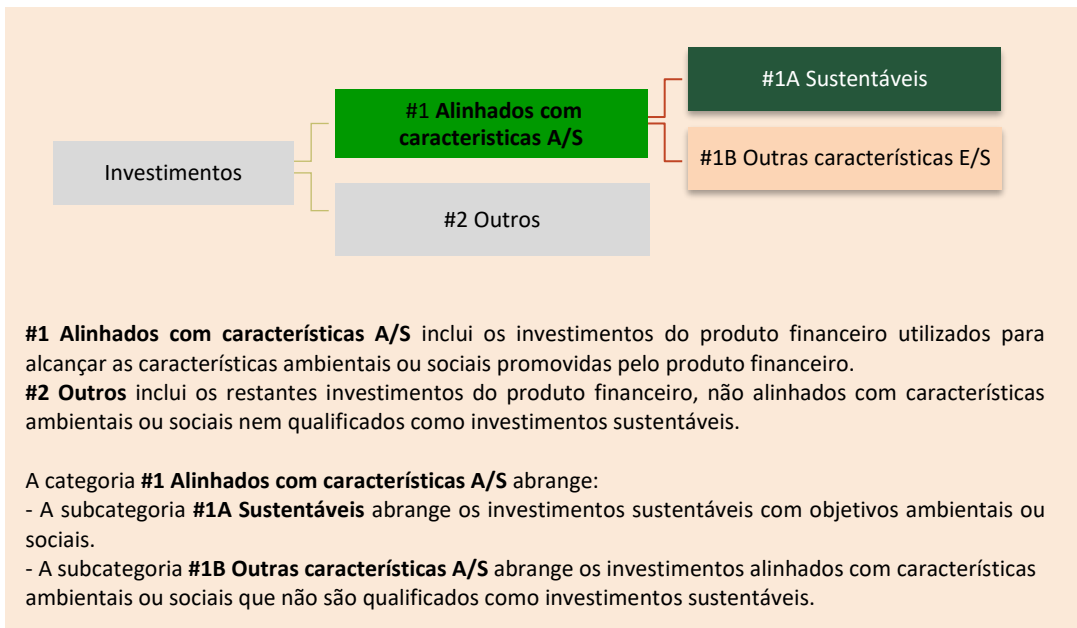 #1A Sustentáveis
#1 Alinhados com
caracteristicas A/S
#1B Outras características E/S
Investimentos
#2 Outros
#1 Alinhados com características A/S inclui os investimentos do produto financeiro utilizados para
alcançar as características ambientais ou sociais promovidas pelo produto financeiro.
#2 Outros inclui os restantes investimentos do produto financeiro, não alinhados com características
ambientais ou sociais nem qualificados como investimentos sustentáveis.
A categoria #1 Alinhados com características A/S abrange:
- A subcategoria #1A Sustentáveis abrange os investimentos sustentáveis com objetivos ambientais ou
sociais.
- A subcategoria #1B Outras características A/S abrange os investimentos alinhados com características
ambientais ou sociais que não são qualificados como investimentos sustentáveis.